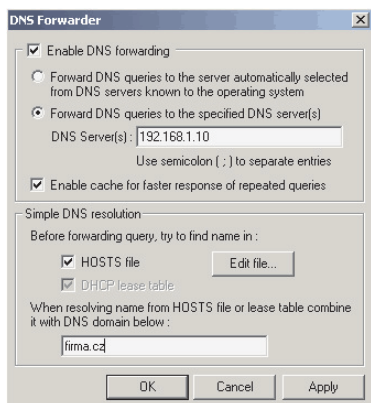 DNS Forwarder
Enable DNS forwarding
Forward DNS queries to the server automatically selected
from DNS servers known to the operating system
Forward DNS queries to the specified DNS server(s)
DNS Server(s) : 192.168.1.10
Use semicolon ( ; ) to separate entries
Enable cache for faster response of repeated queries
Simple DNS resolution
Before forwarding query, try to find name in :
HOSTS file
Edit file...
DHCP lease table
When resolving name from HOSTS file or lease table combine
it with DNS domain below :
firma.cz
OK Cancel Apply